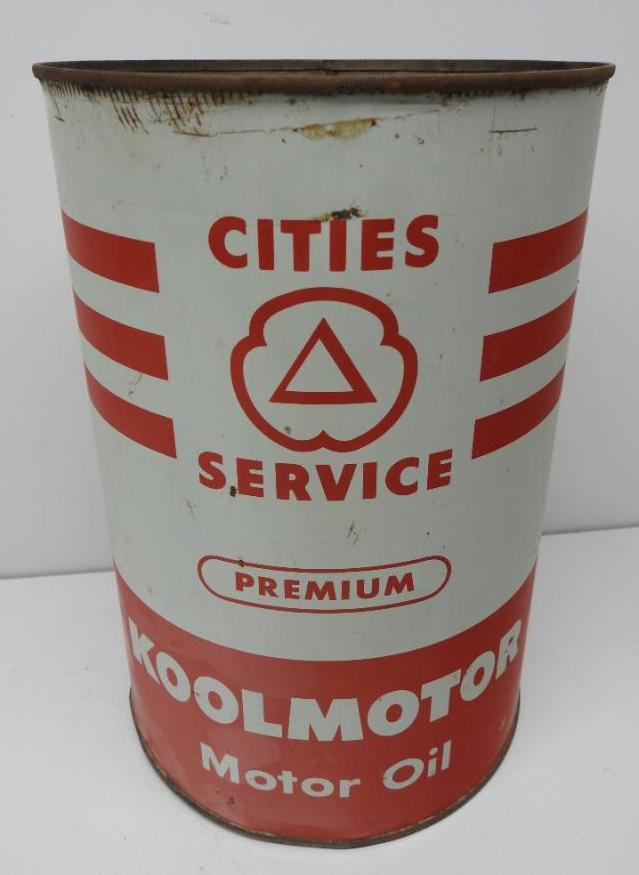 CITIES
SERVICE
PREMIUM
KOOLMOTOR
Motor Oil